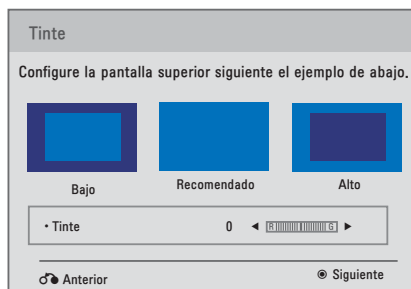 Tinte
Configure la pantalla superior siguiente el ejemplo de abajo.
Bajo Recomendado Alto
• Tinte 0 ◄ R G ►
Anterior ◉ Siguiente